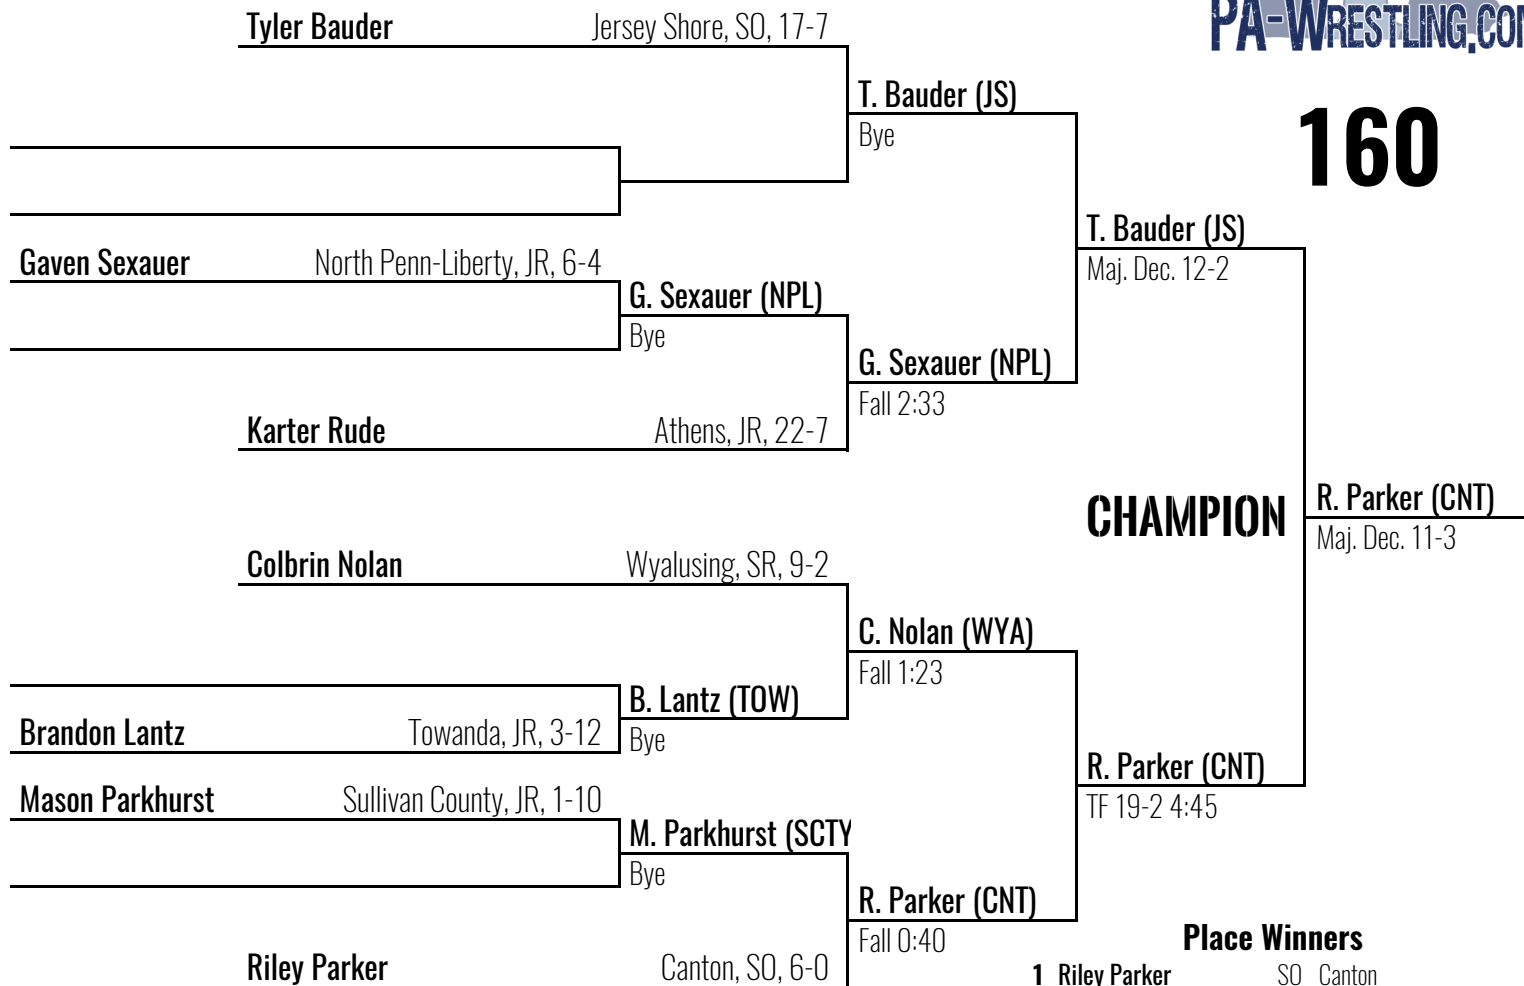 PA-WRESTLING.COM
Tyler Bauder Jersey Shore, SO, 17-7
T. Bauder (JS)
Bye
160
T. Bauder (JS)
Maj. Dec. 12-2
Gaven Sexauer North Penn-Liberty, JR, 6-4
G. Sexauer (NPL)
Bye
G. Sexauer (NPL)
Fall 2:33
Karter Rude Athens, JR, 22-7
CHAMPION
R. Parker (CNT)
Maj. Dec. 11-3
Colbrin Nolan Wyalusing, SR, 9-2
C. Nolan (WYA)
Fall 1:23
B. Lantz (TOW)
Bye
Brandon Lantz Towanda, JR, 3-12
R. Parker (CNT)
TF 19-2 4:45
Mason Parkhurst Sullivan County, JR, 1-10
M. Parkhurst (SCTY
Bye
R. Parker (CNT)
Fall 0:40
Riley Parker Canton, SO, 6-0
Place Winners
1 Riley Parker SO Canton